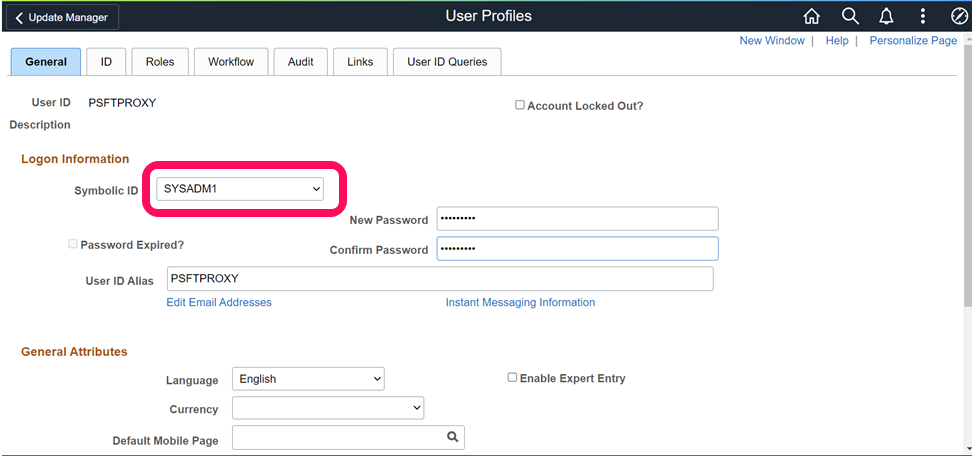 Update Manager
User Profiles
New Window | Help | Personalize Page
General ID Roles Workflow Audit Links User ID Queries
User ID PSFTPROXY Account Locked Out?
Description
Logon Information
Symbolic ID SYSADM1
New Password •••••••••
Password Expired? Confirm Password •••••••••
User ID Alias PSFTPROXY
Edit Email Addresses Instant Messaging Information
General Attributes
Language English Enable Expert Entry
Currency
Default Mobile Page